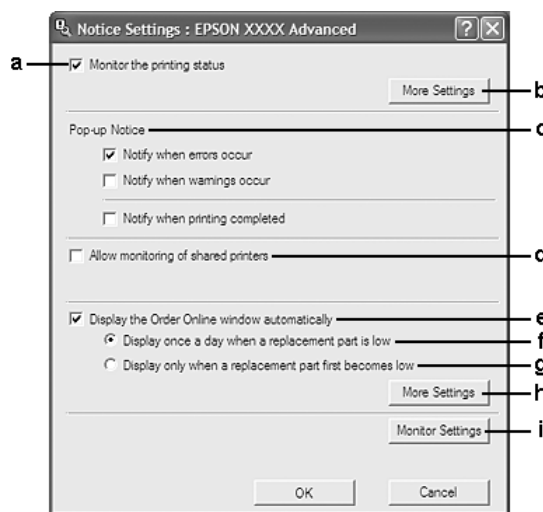 Notice Settings : EPSON XXXX Advanced
a
Monitor the printing status
More Settings
b
Pop-up Notice
c
Notify when errors occur
Notify when warnings occur
Notify when printing completed
Allow monitoring of shared printers
d
Display the Order Online window automatically
e
Display once a day when a replacement part is low
f
Display only when a replacement part first becomes low
g
More Settings
h
Monitor Settings
i
OK
Cancel